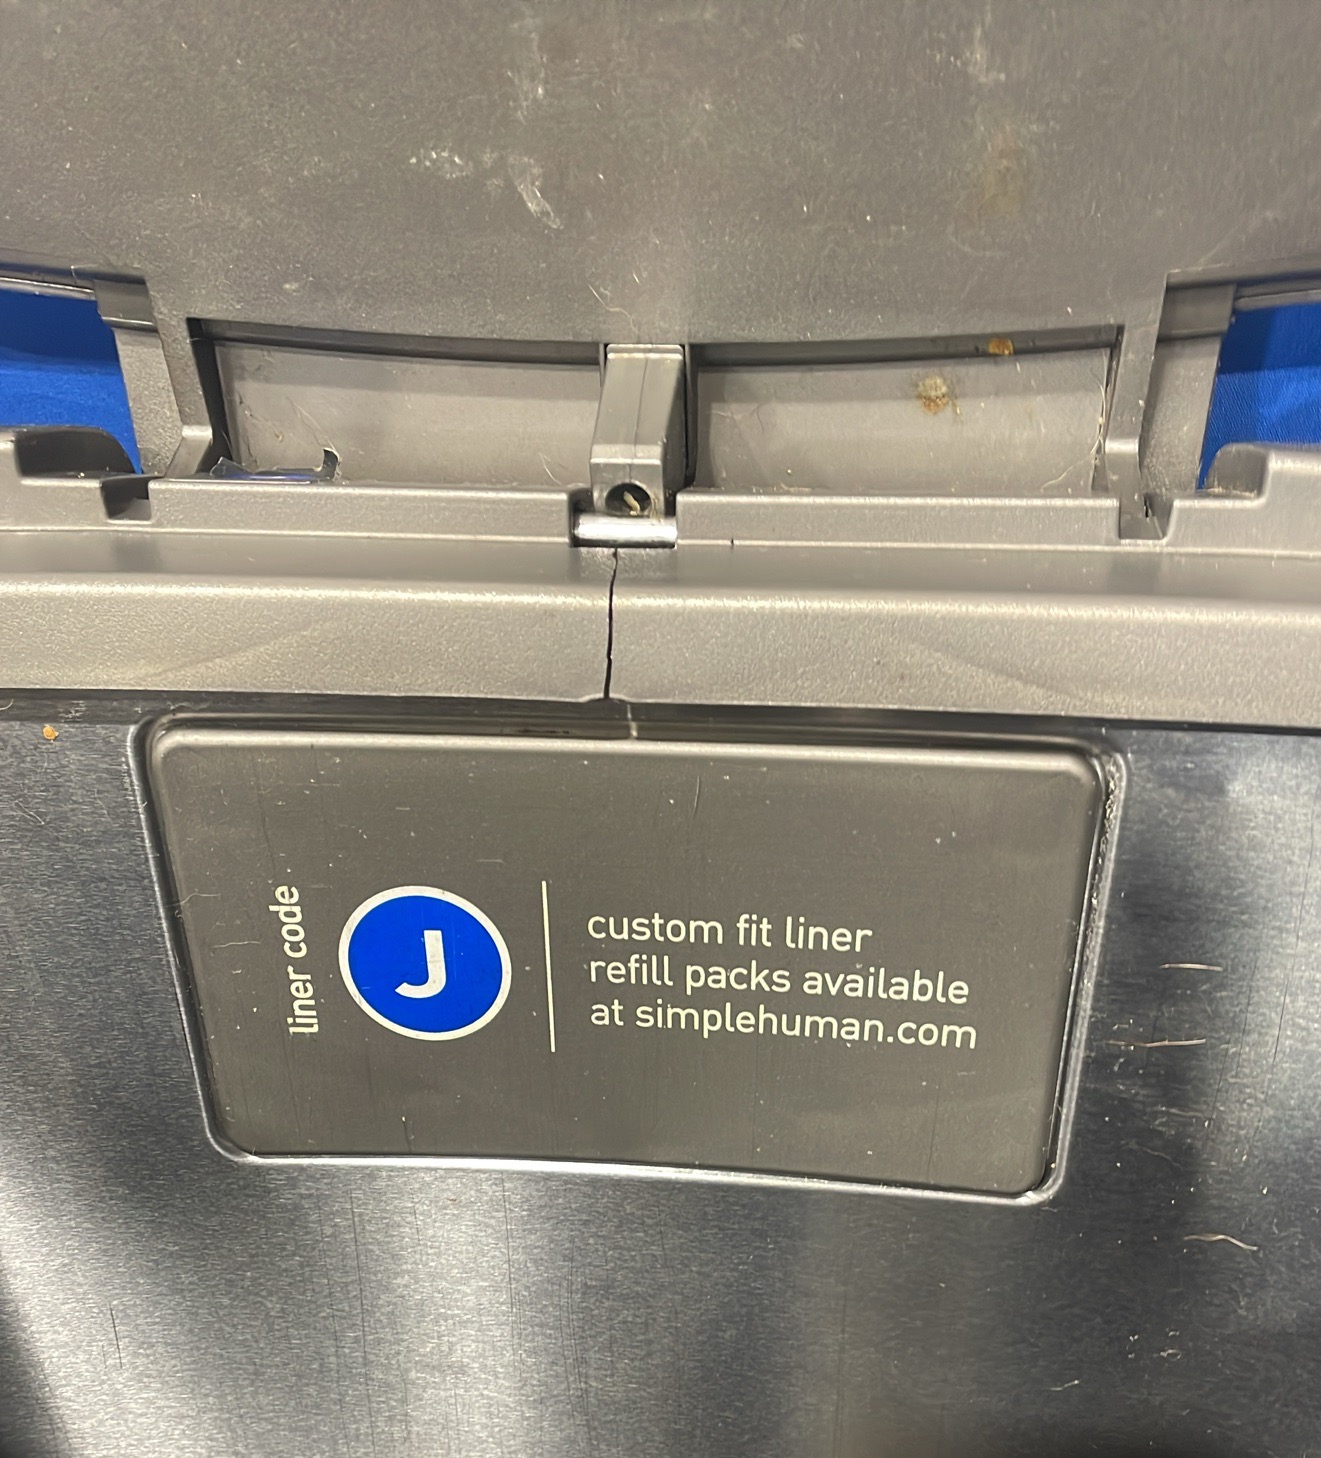 liner code
J
custom fit liner
refill packs available
at simplehuman.com